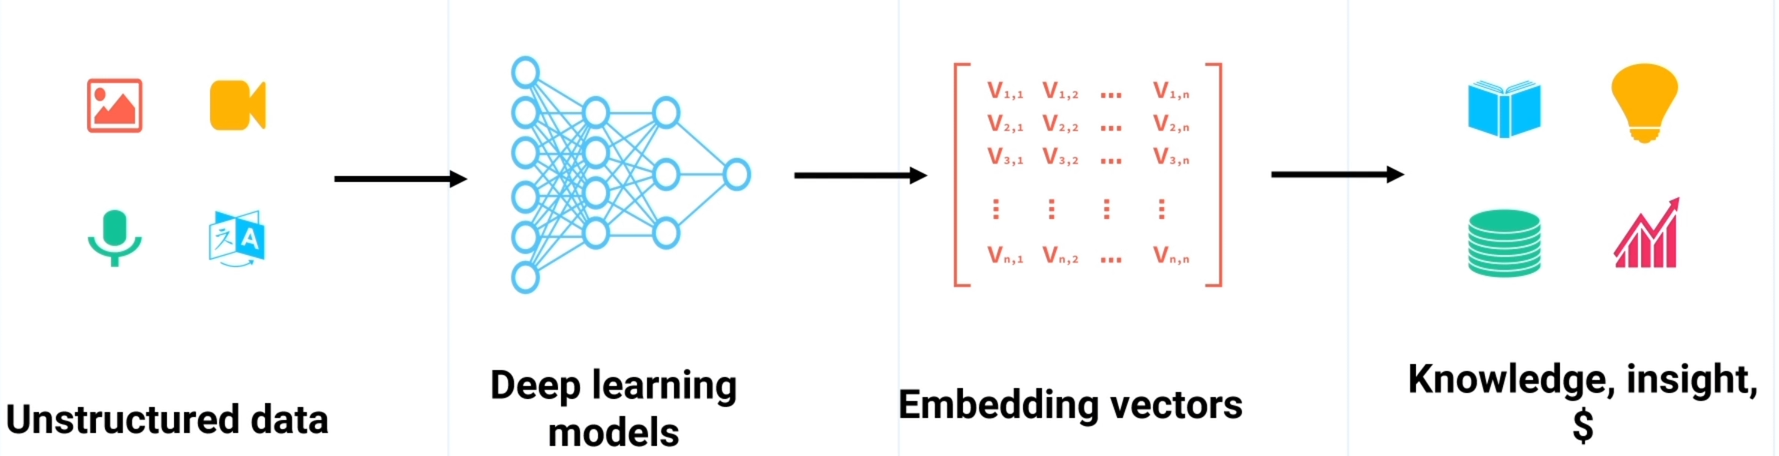 ス A
V1,1 V1,2 ... V1,n
V2,1 V2,2 ... V2,n
V3,1 V3,2 ... V3,n
⋮ ⋮ ⋮ ⋮
Vn,1 Vn,2 ... Vn,n
Unstructured data
Deep learning
models
Embedding vectors
Knowledge, insight,
$